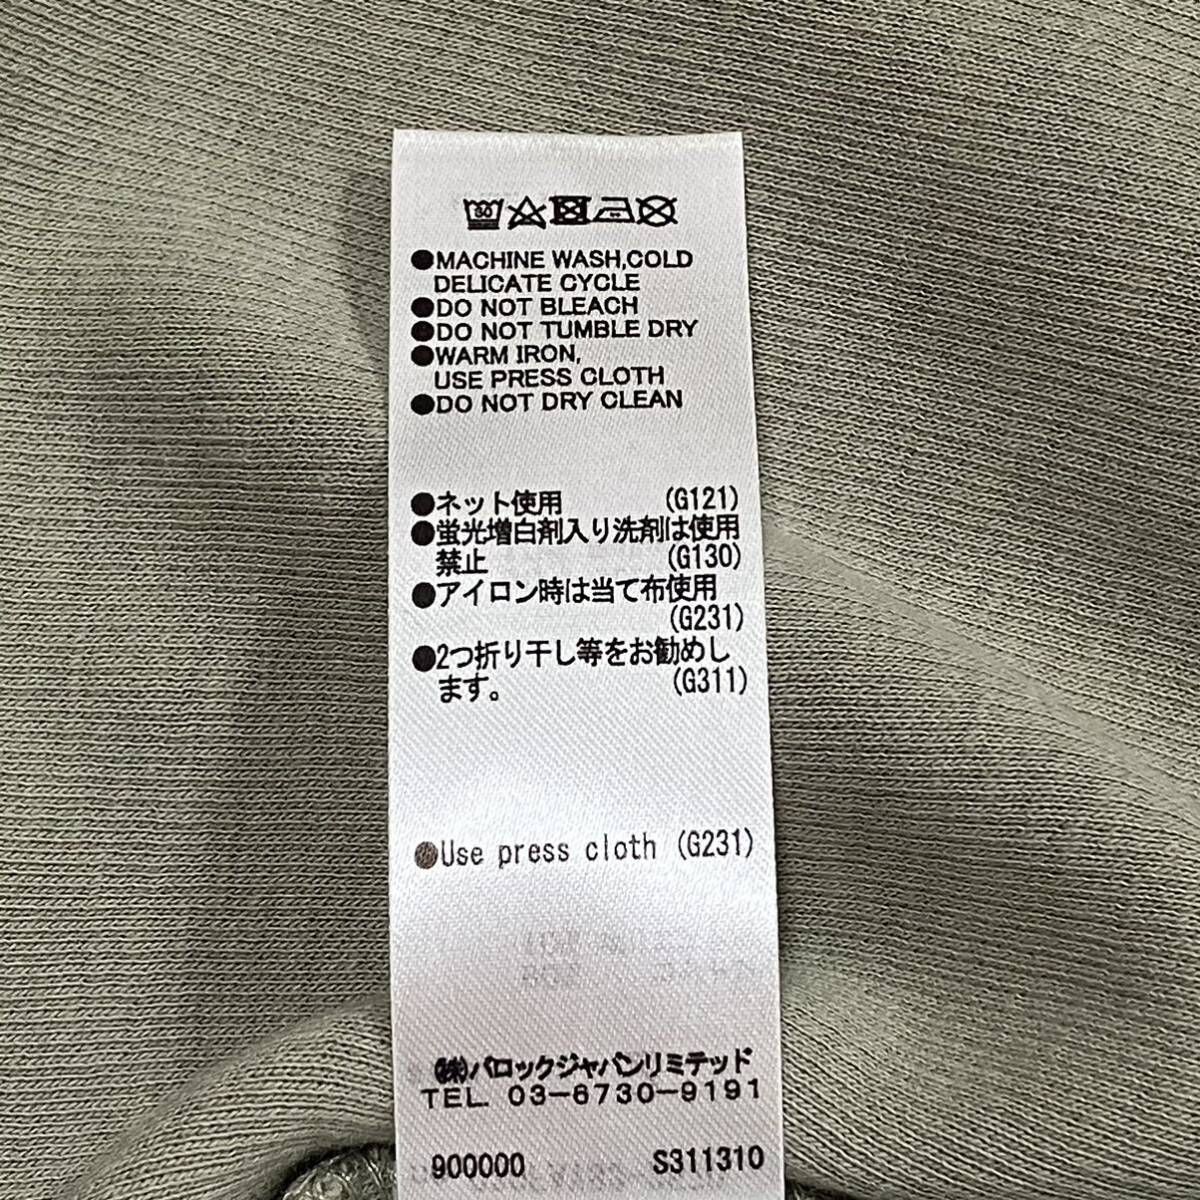 30
●MACHINE WASH,COLD
DELICATE CYCLE
●DO NOT BLEACH
●DO NOT TUMBLE DRY
●WARM IRON,
USE PRESS CLOTH
●DO NOT DRY CLEAN
●ネット使用 (G121)
●蛍光増白剤入り洗剤は使用
禁止 (G130)
●アイロン時は当て布使用
(G231)
●2つ折り干し等をお勧めし
ます。 (G311)
●Use press cloth (G231)
(株)バロックジャパンリミテッド
TEL. 03-6730-9191
900000 S311310